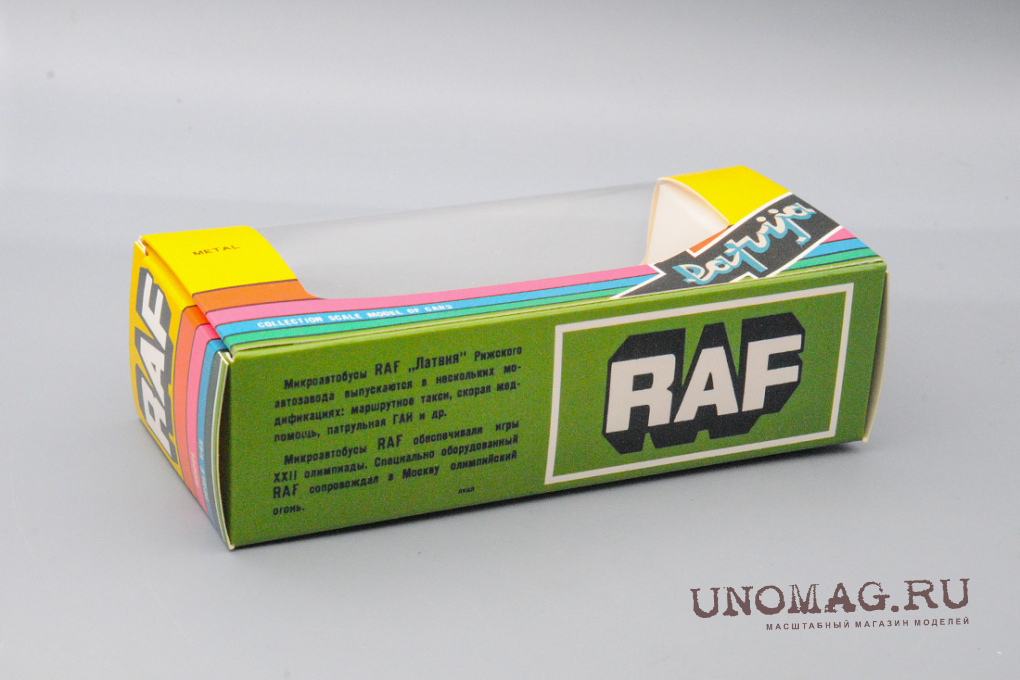 METAL
latvija
COLLECTION SCALE MODEL OF CARS
RAF
Микроавтобусы RAF „Латвия" Рижского
автозавода выпускаются в нескольких мо-
дификациях: маршрутное такси, скорая мед-
помощь, патрульная ГАИ и др.
Микроавтобусы RAF обеспечивали игры
XXII олимпиады. Специально оборудованный
RAF сопровождал в Москву олимпийский
огонь.
RAF
UNOMAG.RU
МАСШТАБНЫЙ МАГАЗИН МОДЕЛЕЙ